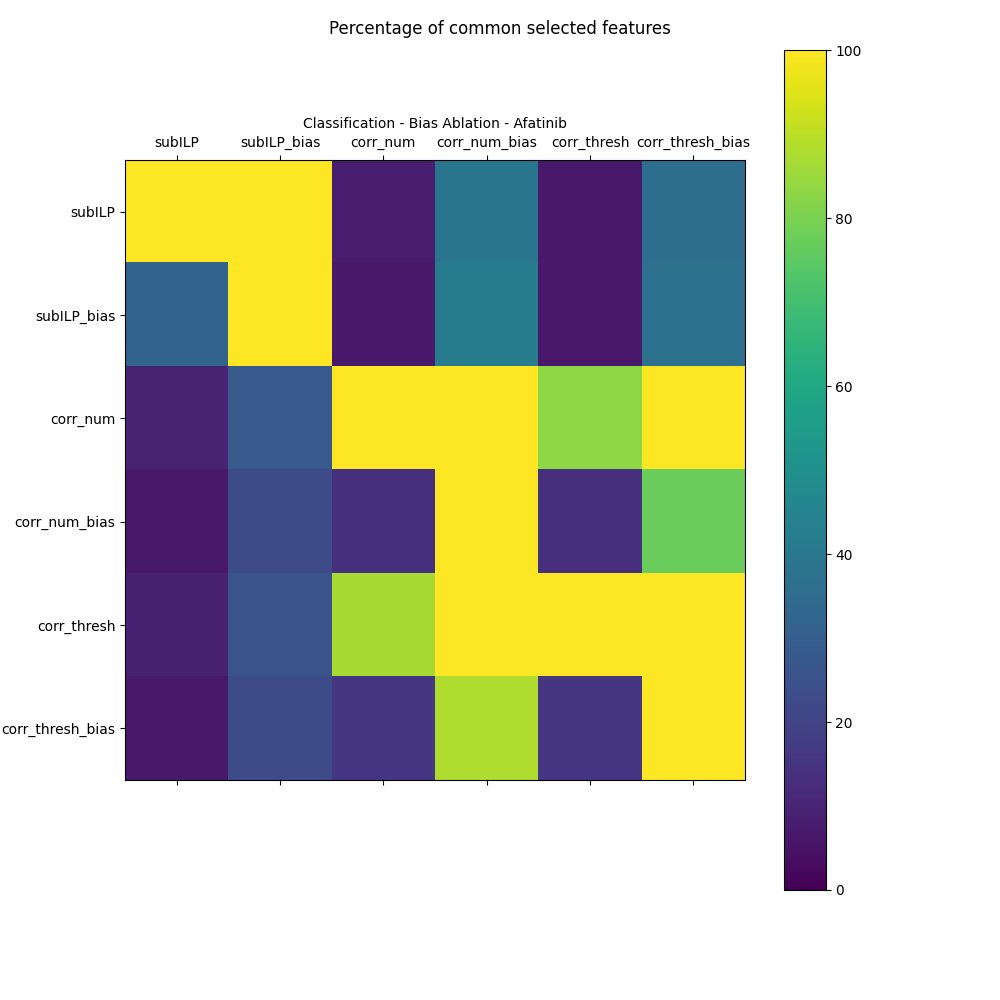 Percentage of common selected features
Classification - Bias Ablation - Afatinib
subILP subILP_bias corr_num corr_num_bias corr_thresh corr_thresh_bias
subILP
subILP_bias
corr_num
corr_num_bias
corr_thresh
corr_thresh_bias
100
80
60
40
20
0